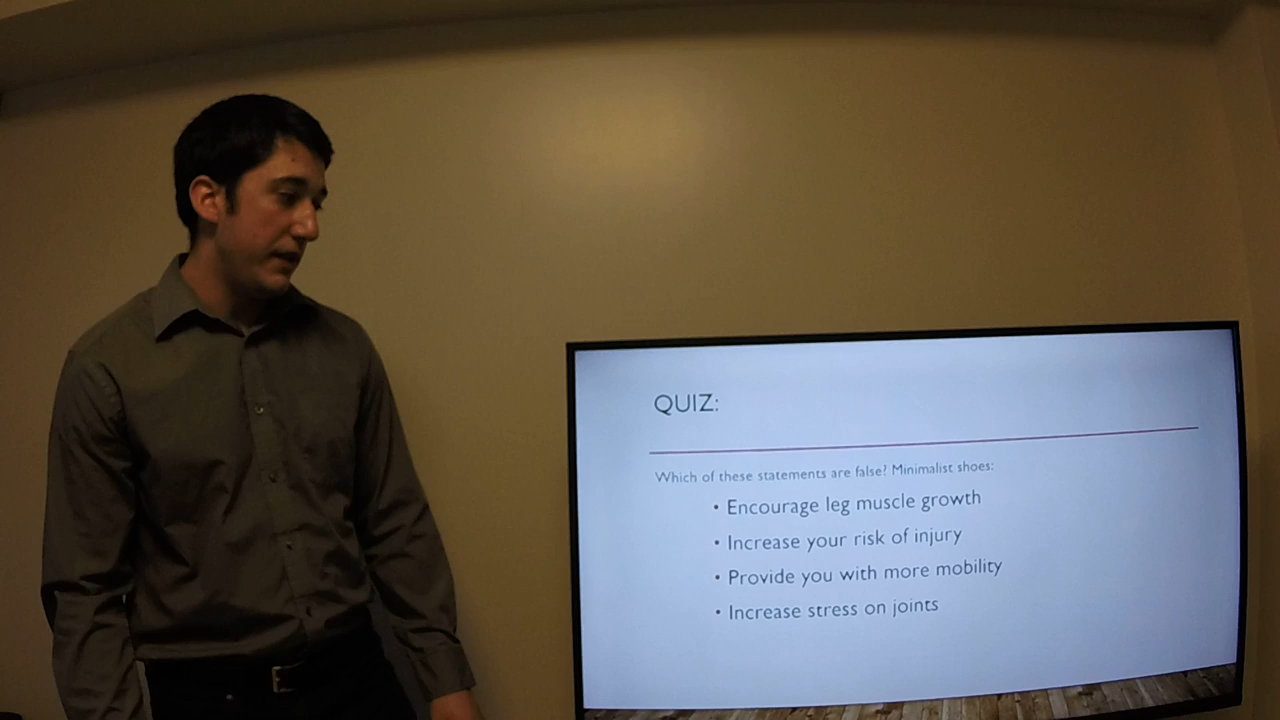 QUIZ:
Which of these statements are false? Minimalist shoes:
• Encourage leg muscle growth
• Increase your risk of injury
• Provide you with more mobility
• Increase stress on joints